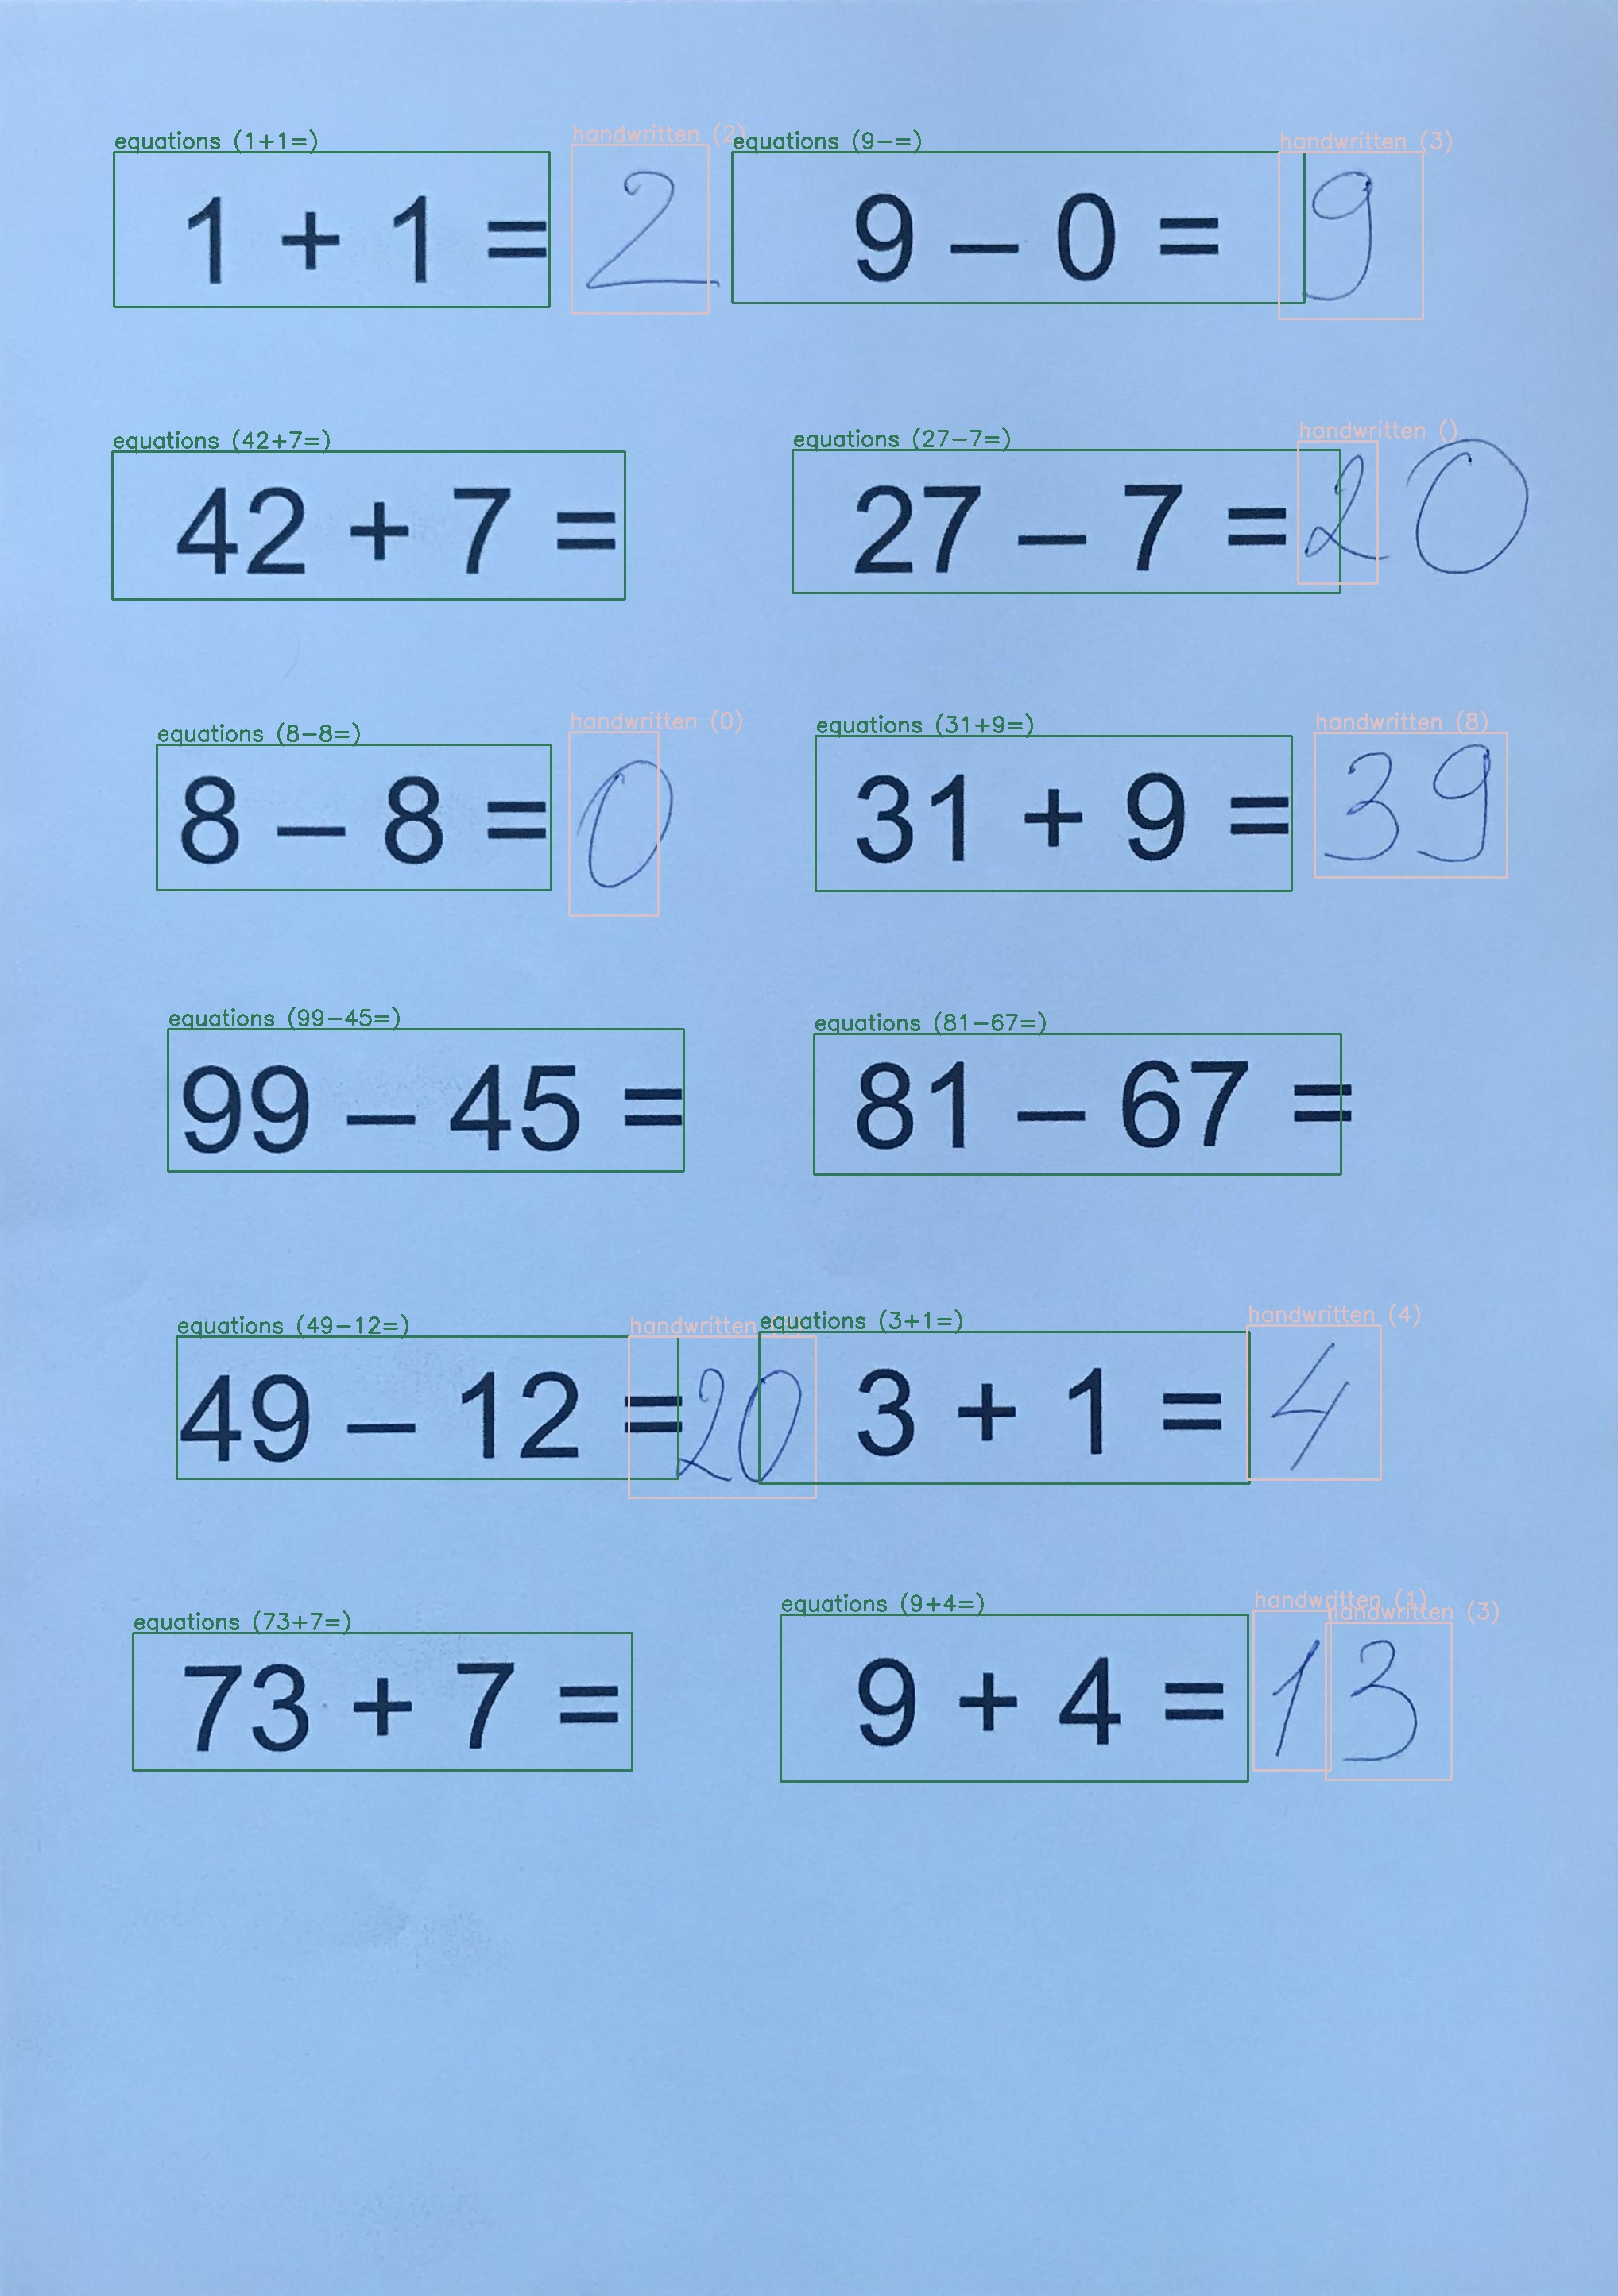 equations (1+1=) handwritten (2) equations (9-=) handwritten (3)
1 + 1 = 2 9 – 0 = 9
equations (42+7=) equations (27-7=) handwritten ()
42 + 7 = 27 – 7 = 20
equations (8-8=) handwritten (0) equations (31+9=) handwritten (8)
8 – 8 = 0 31 + 9 = 39
equations (99-45=) equations (81-67=)
99 – 45 = 81 – 67 =
equations (49-12=) handwritten equations (3+1=) handwritten (4)
49 – 12 = 20 3 + 1 = 4
equations (73+7=) equations (9+4=) handwritten (1) handwritten (3)
73 + 7 = 9 + 4 = 13